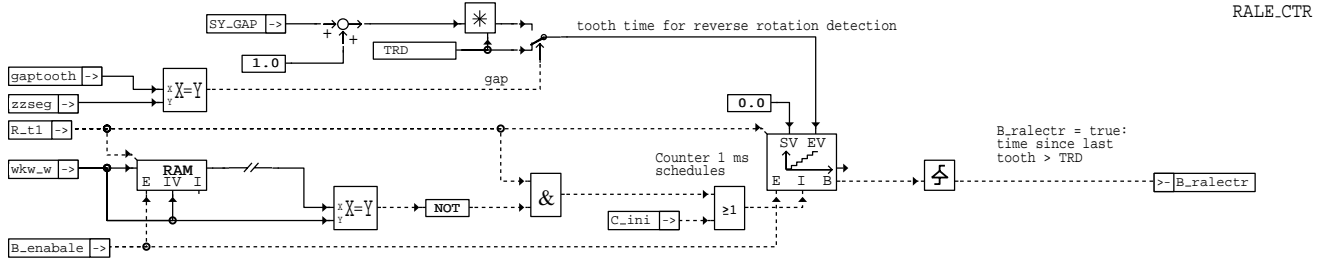 RALE_CTR
SY_GAP ->
+
+
*
tooth time for reverse rotation detection
TRD
1.0
gaptooth ->
gap
X X=Y
Y
zzseg ->
0.0
R_t1 ->
B_ralectr = true:
time since last
tooth > TRD
SV EV
Counter 1 ms
schedules
wkw_w ->
RAM
E IV I
E I B
>- B_ralectr
X X=Y
Y
NOT
&
≥1
C_ini ->
B_enabale ->